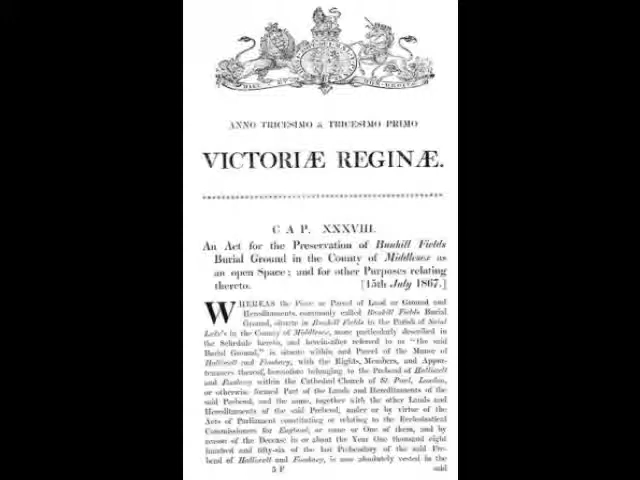 DIEU ET MON DROIT
ANNO TRICESIMO & TRICESIMO PRIMO
VICTORIÆ REGINÆ.
CAP. XXXVIII.
An Act for the Preservation of Bunhill Fields
Burial Ground in the County of Middlesex as
an open Space; and for other Purposes relating
thereto. [15th July 1867.]
WHEREAS the Piece or Parcel of Land or Ground and
Hereditaments, commonly called Bunhill Fields Burial
Ground, situate in Bunhill Fields in the Parish of Saint
Luke's in the County of Middlesex, more particularly described in
the Schedule hereto, and herein-after referred to as "the said
Burial Ground," is situate within and Parcel of the Manor of
Halliwell and Finsbury, with the Rights, Members, and Appur-
tenances thereof, heretofore belonging to the Prebend of Halliwell
and Finsbury within the Cathedral Church of St. Paul, London,
or otherwise formed Part of the Lands and Hereditaments of the
said Prebend, and the same, together with the other Lands and
Hereditaments of the said Prebend, under or by virtue of the
Acts of Parliament constituting or relating to the Ecclesiastical
Commissioners for England, or some or One of them, and by
reason of the Decease in or about the Year One thousand eight
hundred and fifty-six of the last Prebendary of the said Pre-
bend of Halliwell and Finsbury, is now absolutely vested in the
5 P said